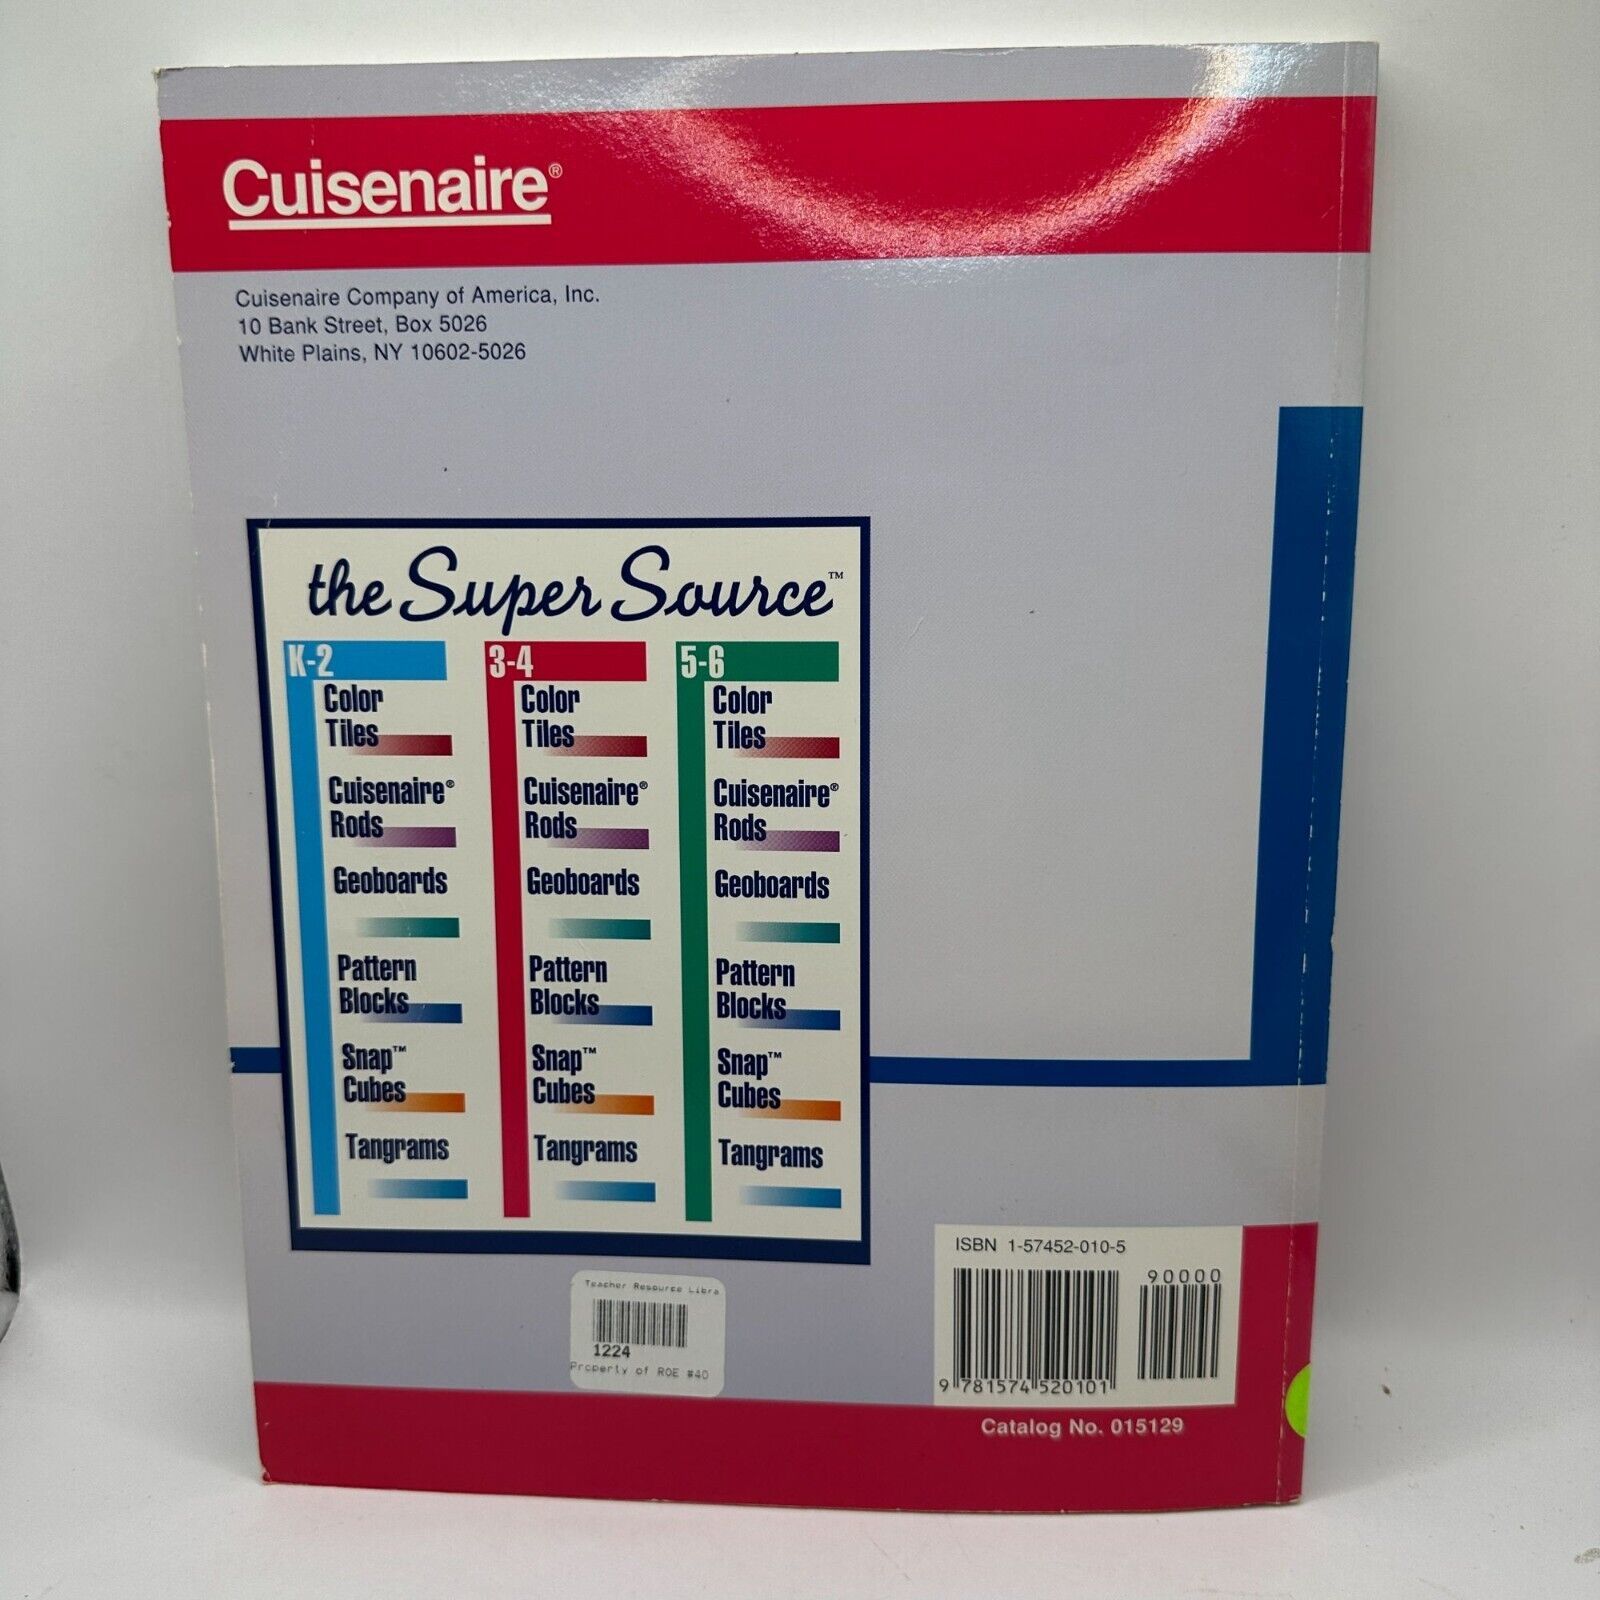 Cuisenaire®
Cuisenaire Company of America, Inc.
10 Bank Street, Box 5026
White Plains, NY 10602-5026
the Super Source™
K-2
Color
Tiles
Cuisenaire®
Rods
Geoboards
Pattern
Blocks
Snap™
Cubes
Tangrams
3-4
Color
Tiles
Cuisenaire®
Rods
Geoboards
Pattern
Blocks
Snap™
Cubes
Tangrams
5-6
Color
Tiles
Cuisenaire®
Rods
Geoboards
Pattern
Blocks
Snap™
Cubes
Tangrams
Teacher Resource Libra
1224
Property of ROE #40
ISBN 1-57452-010-5
90000
9 781574 520101
Catalog No. 015129